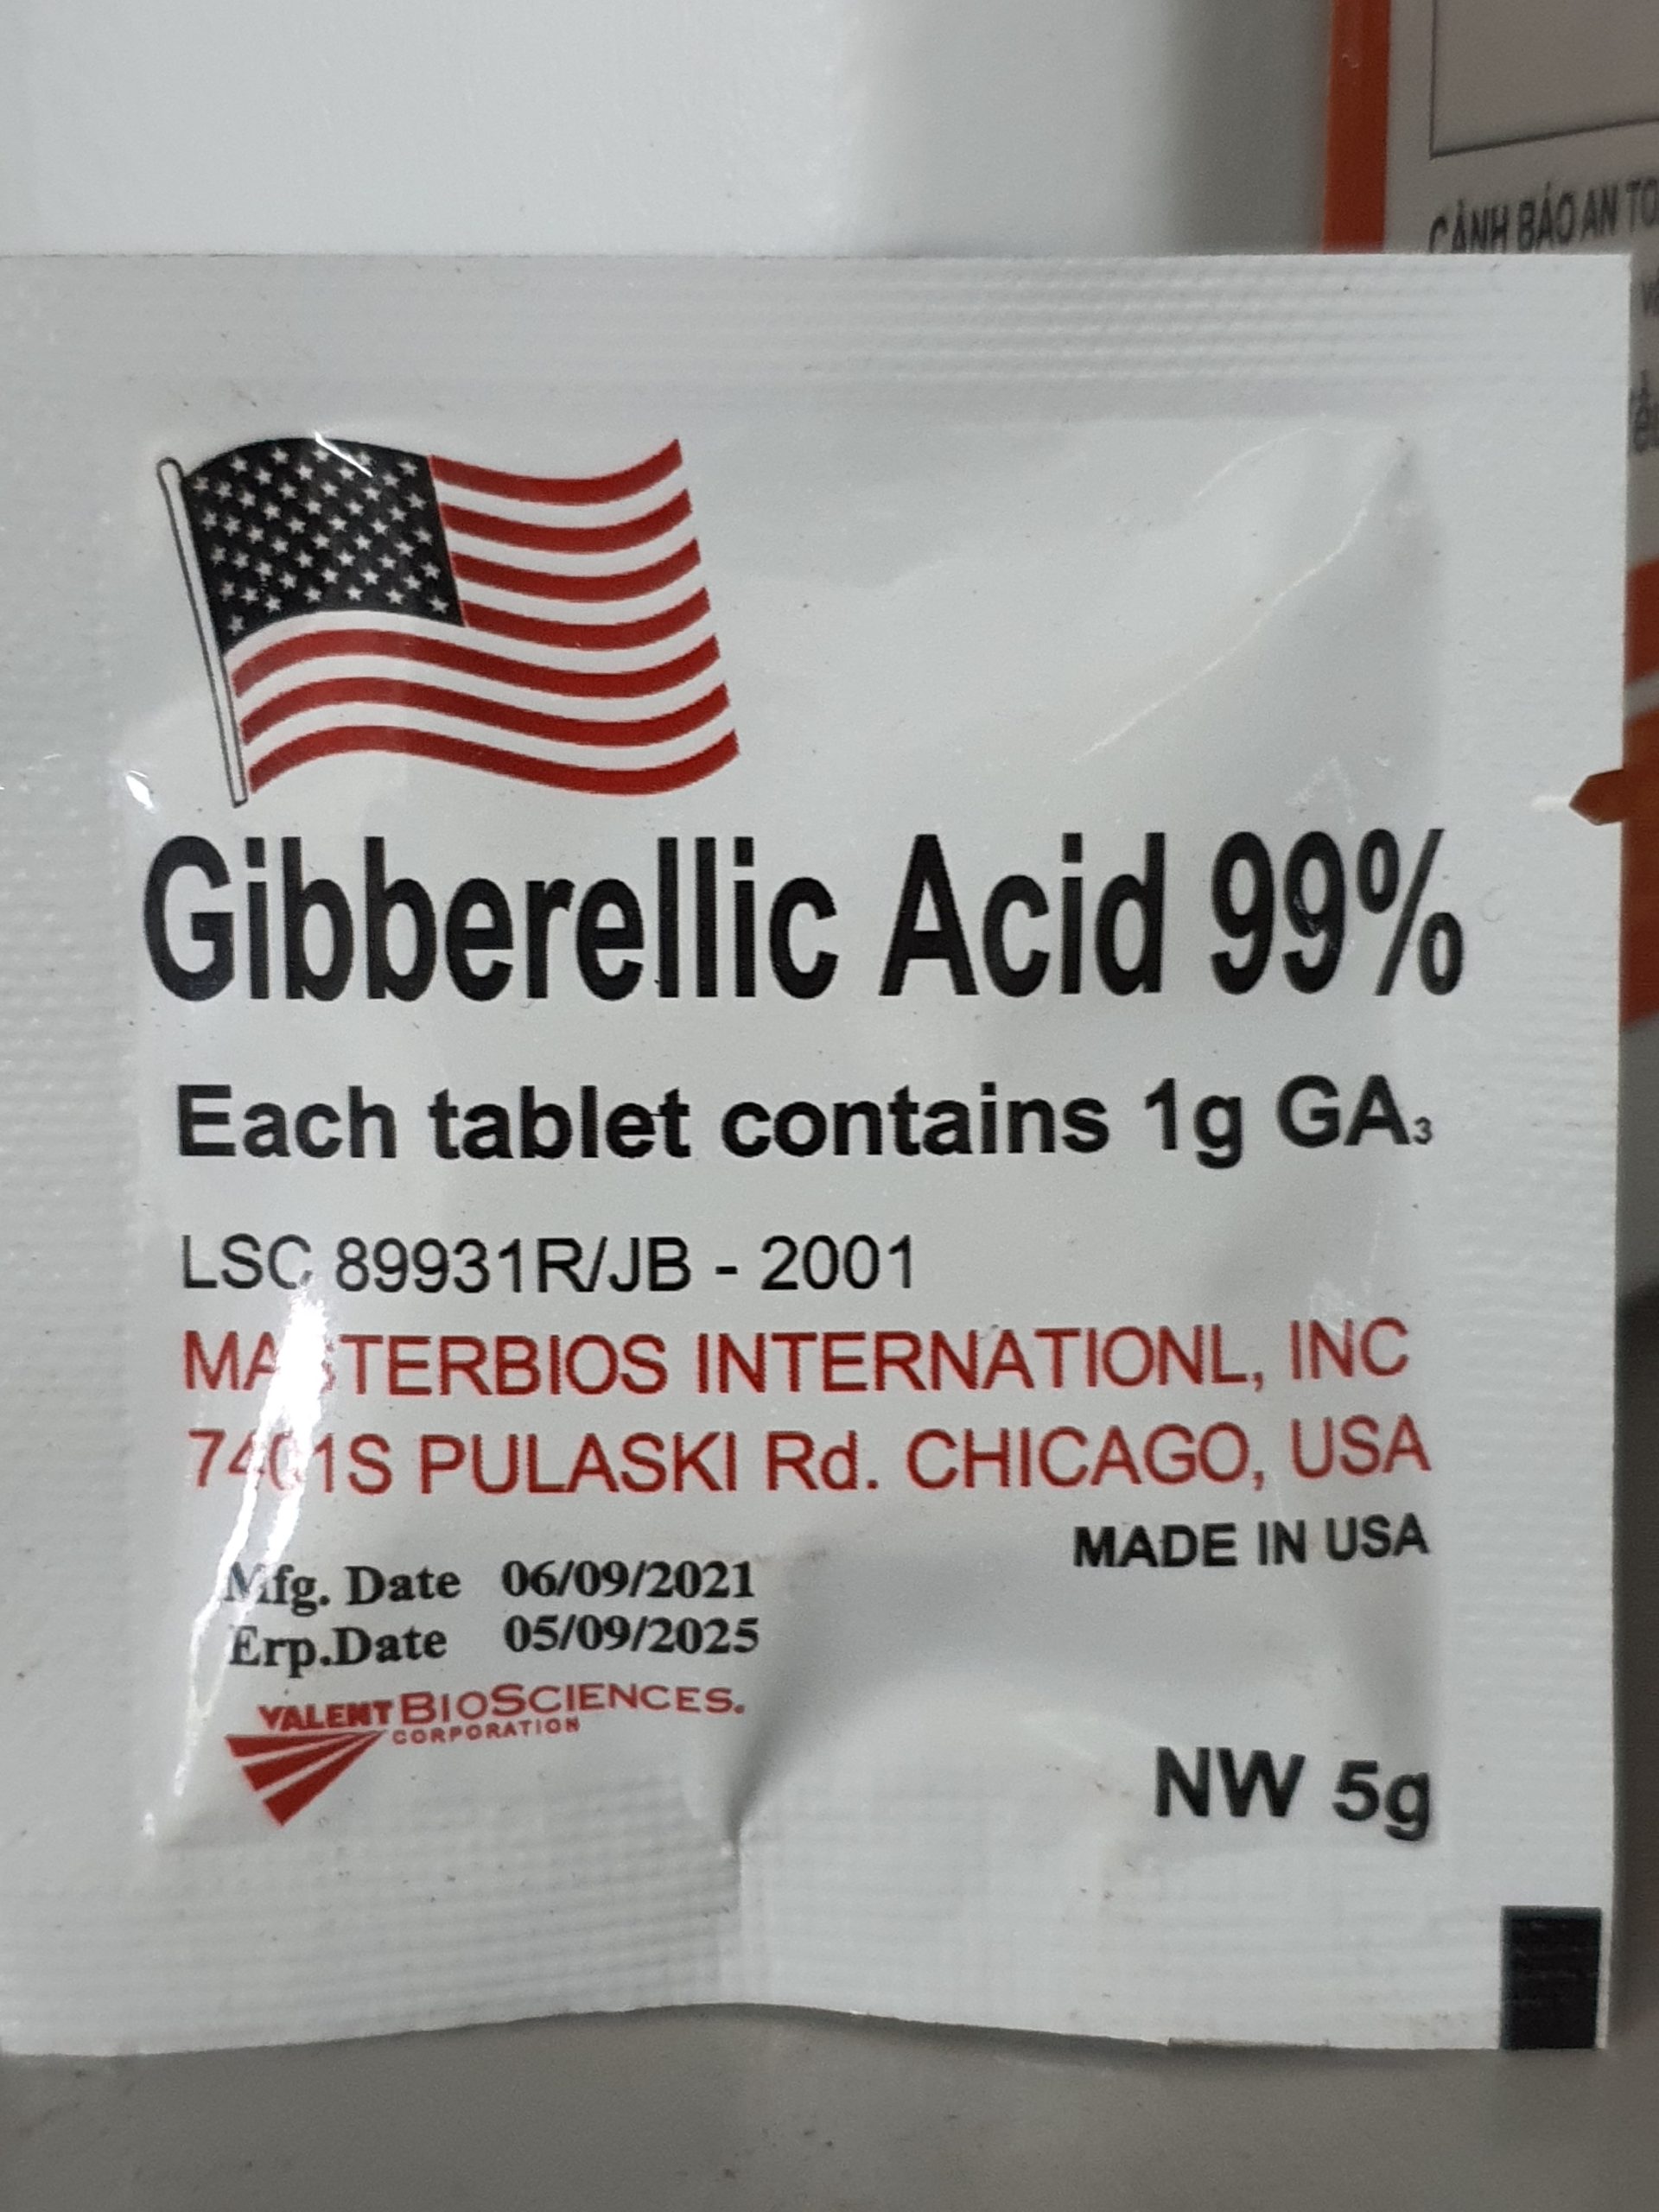 CẢNH BÁO AN TO
Gibberellic Acid 99%
Each tablet contains 1g GA₃
LSC 89931R/JB - 2001
MASTERBIOS INTERNATIONL, INC
7401S PULASKI Rd. CHICAGO, USA
MADE IN USA
Mfg. Date 06/09/2021
Erp.Date 05/09/2025
VALENT BIOSCIENCES.
CORPORATION
NW 5g